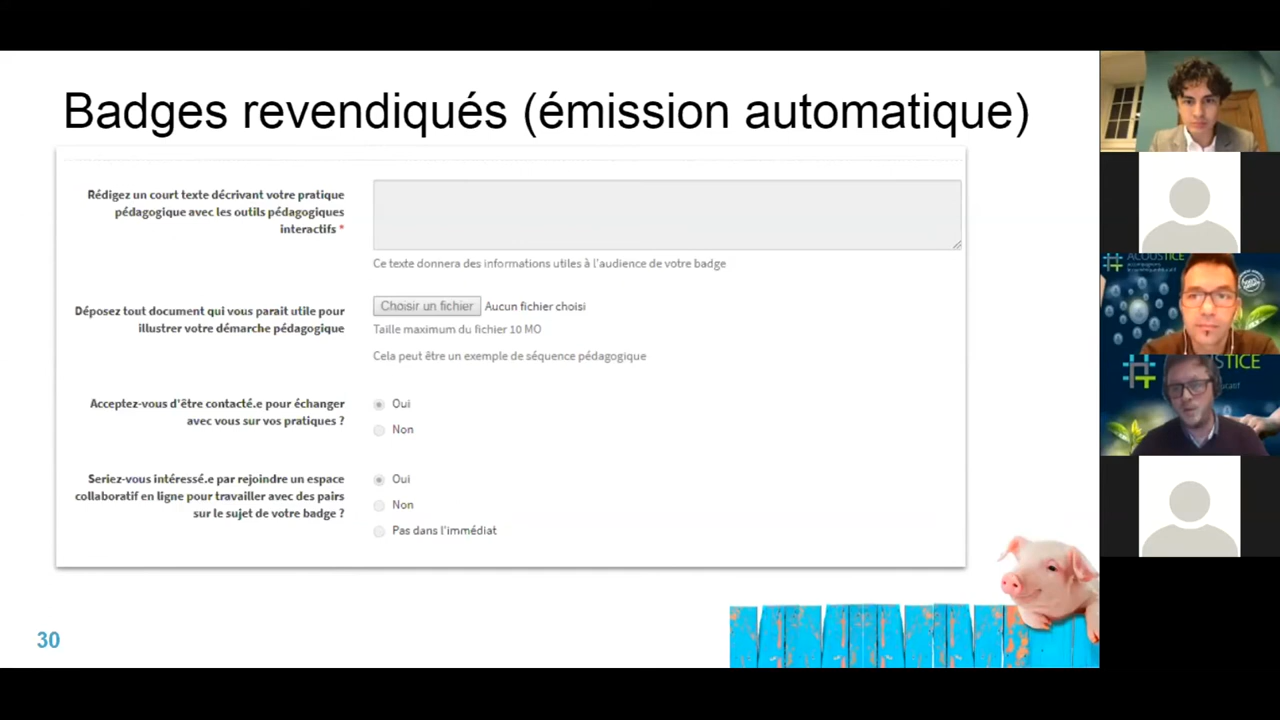 Badges revendiqués (émission automatique)
Rédigez un court texte décrivant votre pratique
pédagogique avec les outils pédagogiques
interactifs *
Ce texte donnera des informations utiles à l'audience de votre badge
Déposez tout document qui vous parait utile pour
illustrer votre démarche pédagogique
Choisir un fichier Aucun fichier choisi
Taille maximum du fichier 10 MO
Cela peut être un exemple de séquence pédagogique
Acceptez-vous d'être contacté.e pour échanger
avec vous sur vos pratiques ?
Oui
Non
Seriez-vous intéressé.e par rejoindre un espace
collaboratif en ligne pour travailler avec des pairs
sur le sujet de votre badge ?
Oui
Non
Pas dans l'immédiat
30
ACOUSTICE
TICE